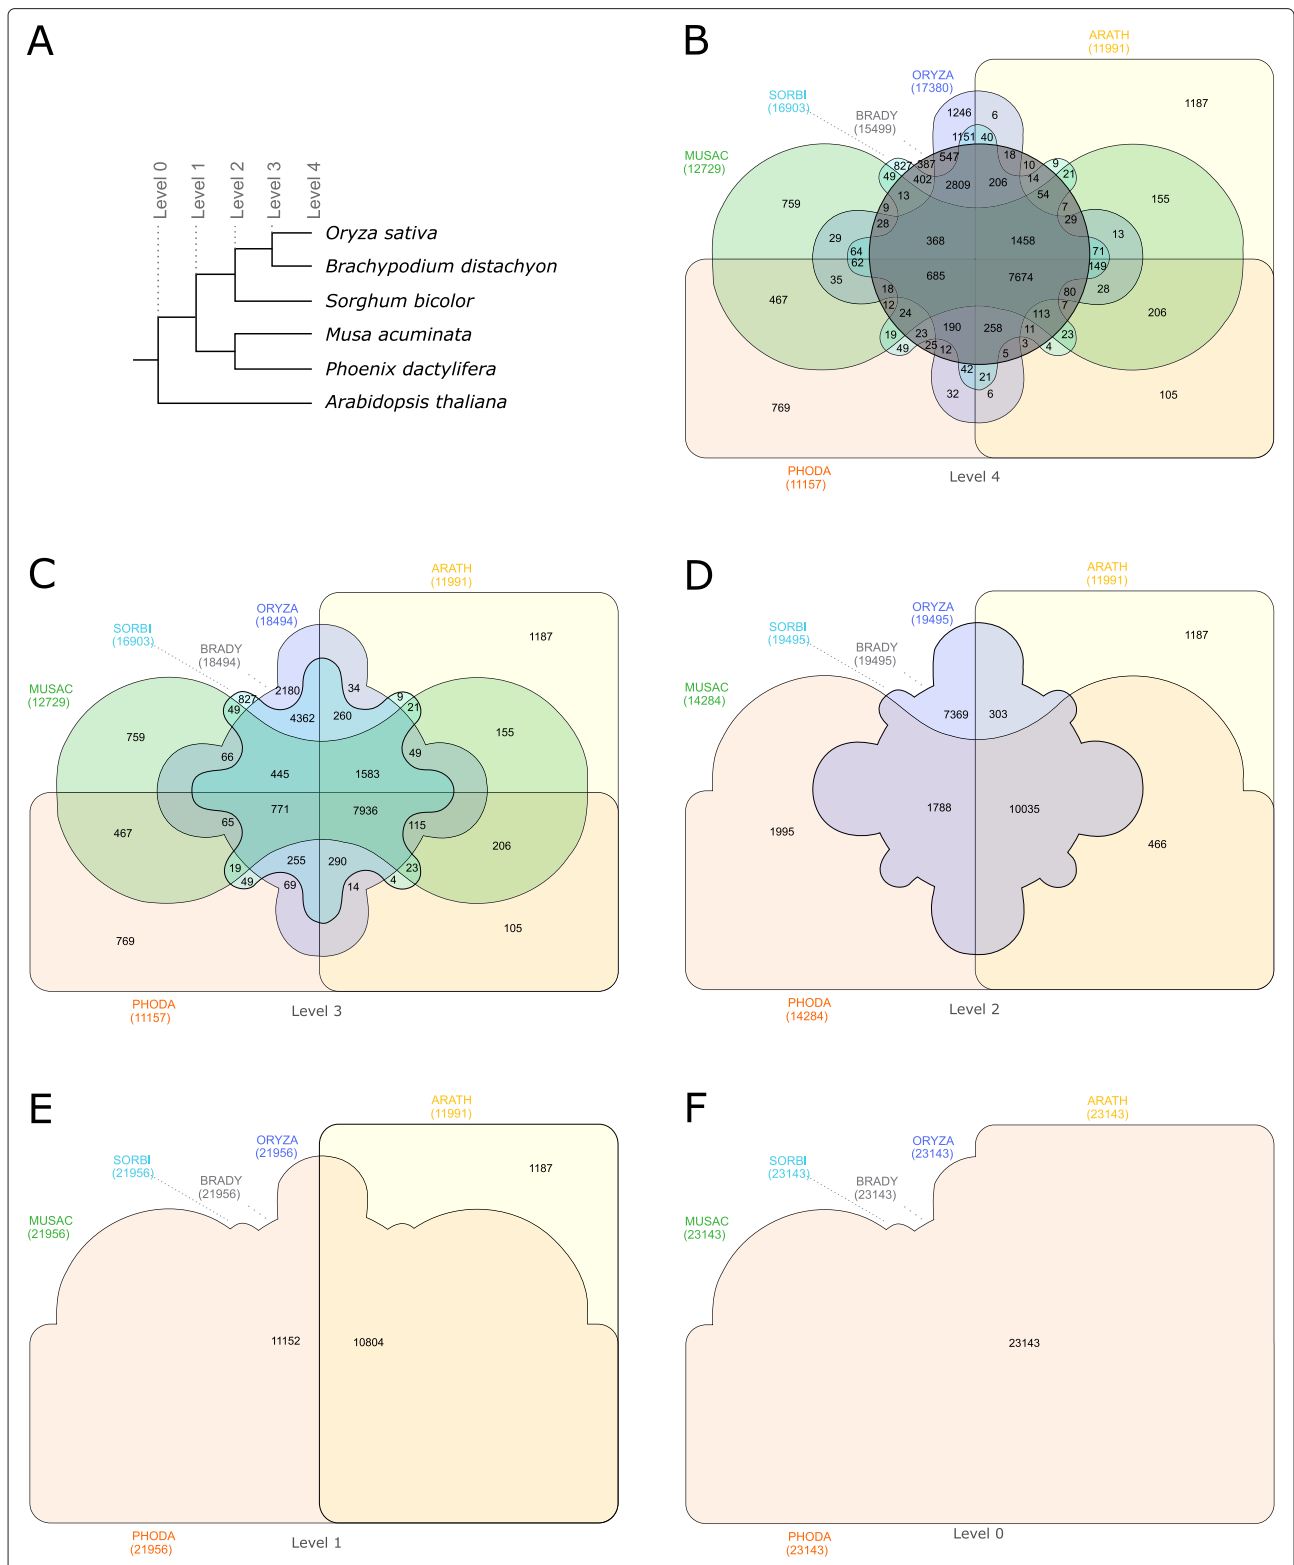 A
Level 0
Level 1
Level 2
Level 3
Level 4
Oryza sativa
Brachypodium distachyon
Sorghum bicolor
Musa acuminata
Phoenix dactylifera
Arabidopsis thaliana
B
ARATH
(11991)
ORYZA
(17380)
SORBI
(16903)
BRADY
(15499)
MUSAC
(12729)
1187
1246
6
1151
40
547
18
827
387
10
9
49
402
14
21
2809
206
13
54
759
155
9
7
28
29
29
13
368
1458
64
71
62
149
685
7674
35
28
18
80
467
12
7
206
24
113
190
258
19
23
11
23
49
25
12
5
3
4
42
21
32
6
769
105
PHODA
(11157)
Level 4
C
ARATH
(11991)
ORYZA
(18494)
SORBI
(16903)
BRADY
(18494)
MUSAC
(12729)
1187
2180
34
827
9
49
21
4362
260
759
155
66
49
445
1583
771
7936
65
115
467
206
255
290
19
23
49
69
14
4
769
105
PHODA
(11157)
Level 3
D
ARATH
(11991)
ORYZA
(19495)
SORBI
(19495)
BRADY
(19495)
MUSAC
(14284)
1187
7369
303
1788
10035
1995
466
PHODA
(14284)
Level 2
E
ARATH
(11991)
ORYZA
(21956)
SORBI
(21956)
BRADY
(21956)
MUSAC
(21956)
1187
11152
10804
PHODA
(21956)
Level 1
F
ARATH
(23143)
ORYZA
(23143)
SORBI
(23143)
BRADY
(23143)
MUSAC
(23143)
23143
PHODA
(23143)
Level 0